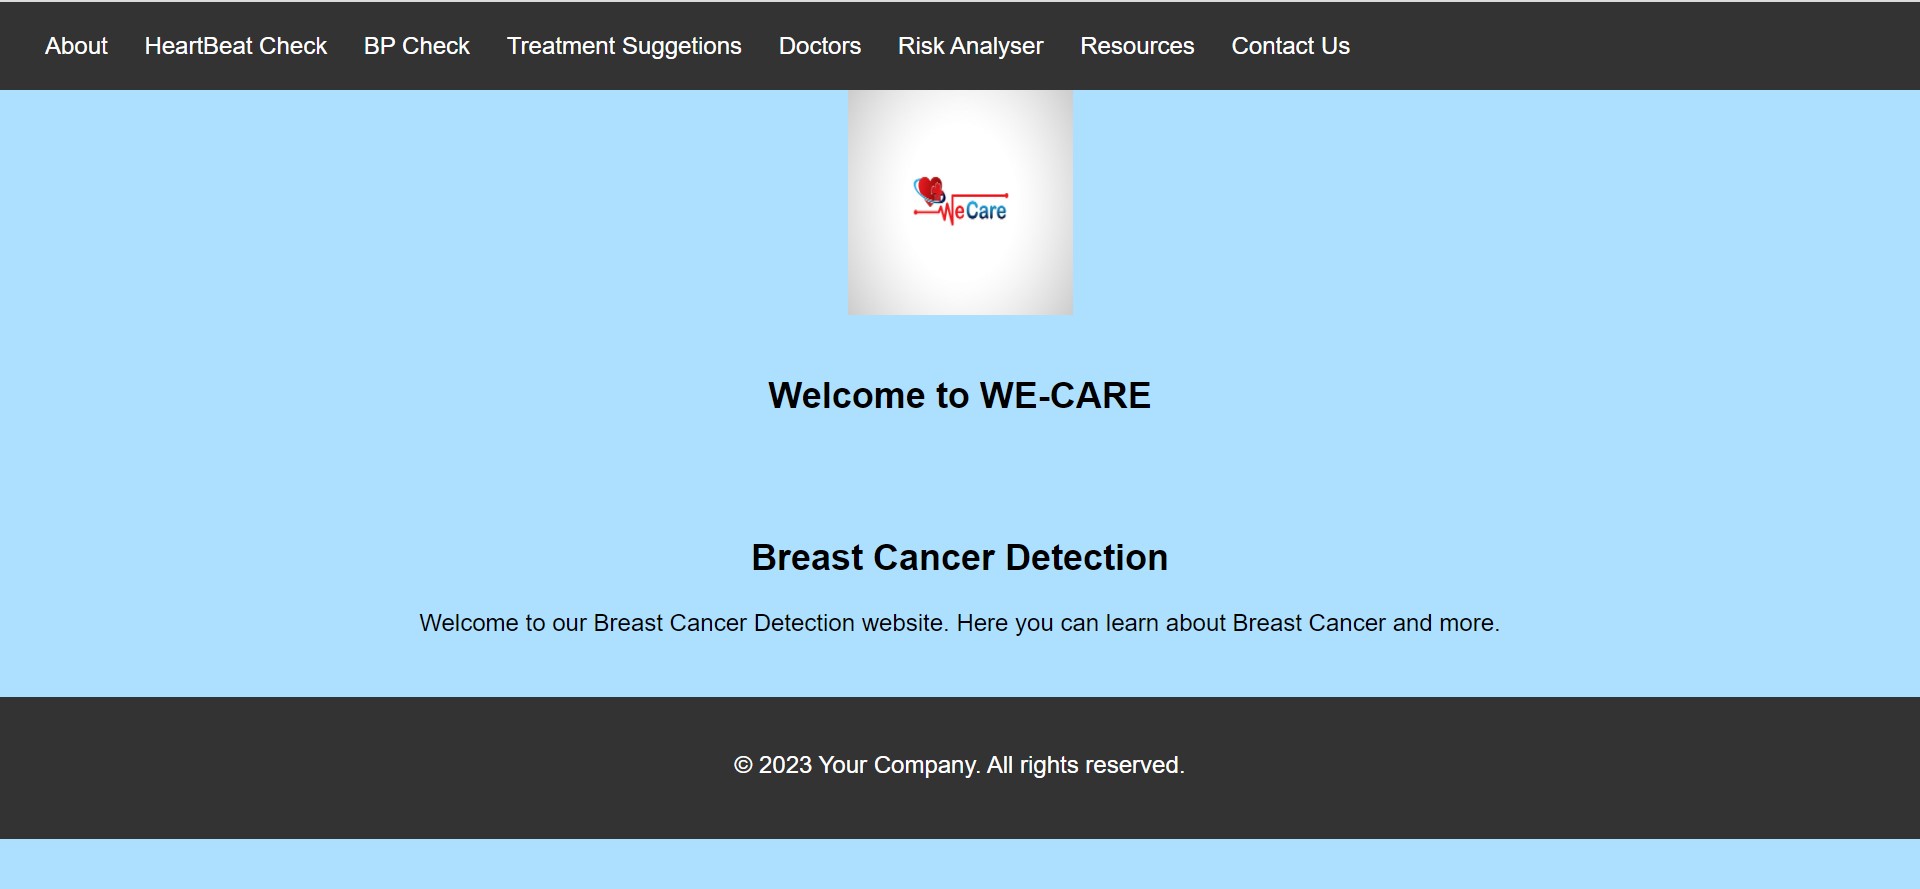 About HeartBeat Check BP Check Treatment Suggetions Doctors Risk Analyser Resources Contact Us
WeCare
Welcome to WE-CARE
Breast Cancer Detection
Welcome to our Breast Cancer Detection website. Here you can learn about Breast Cancer and more.
© 2023 Your Company. All rights reserved.